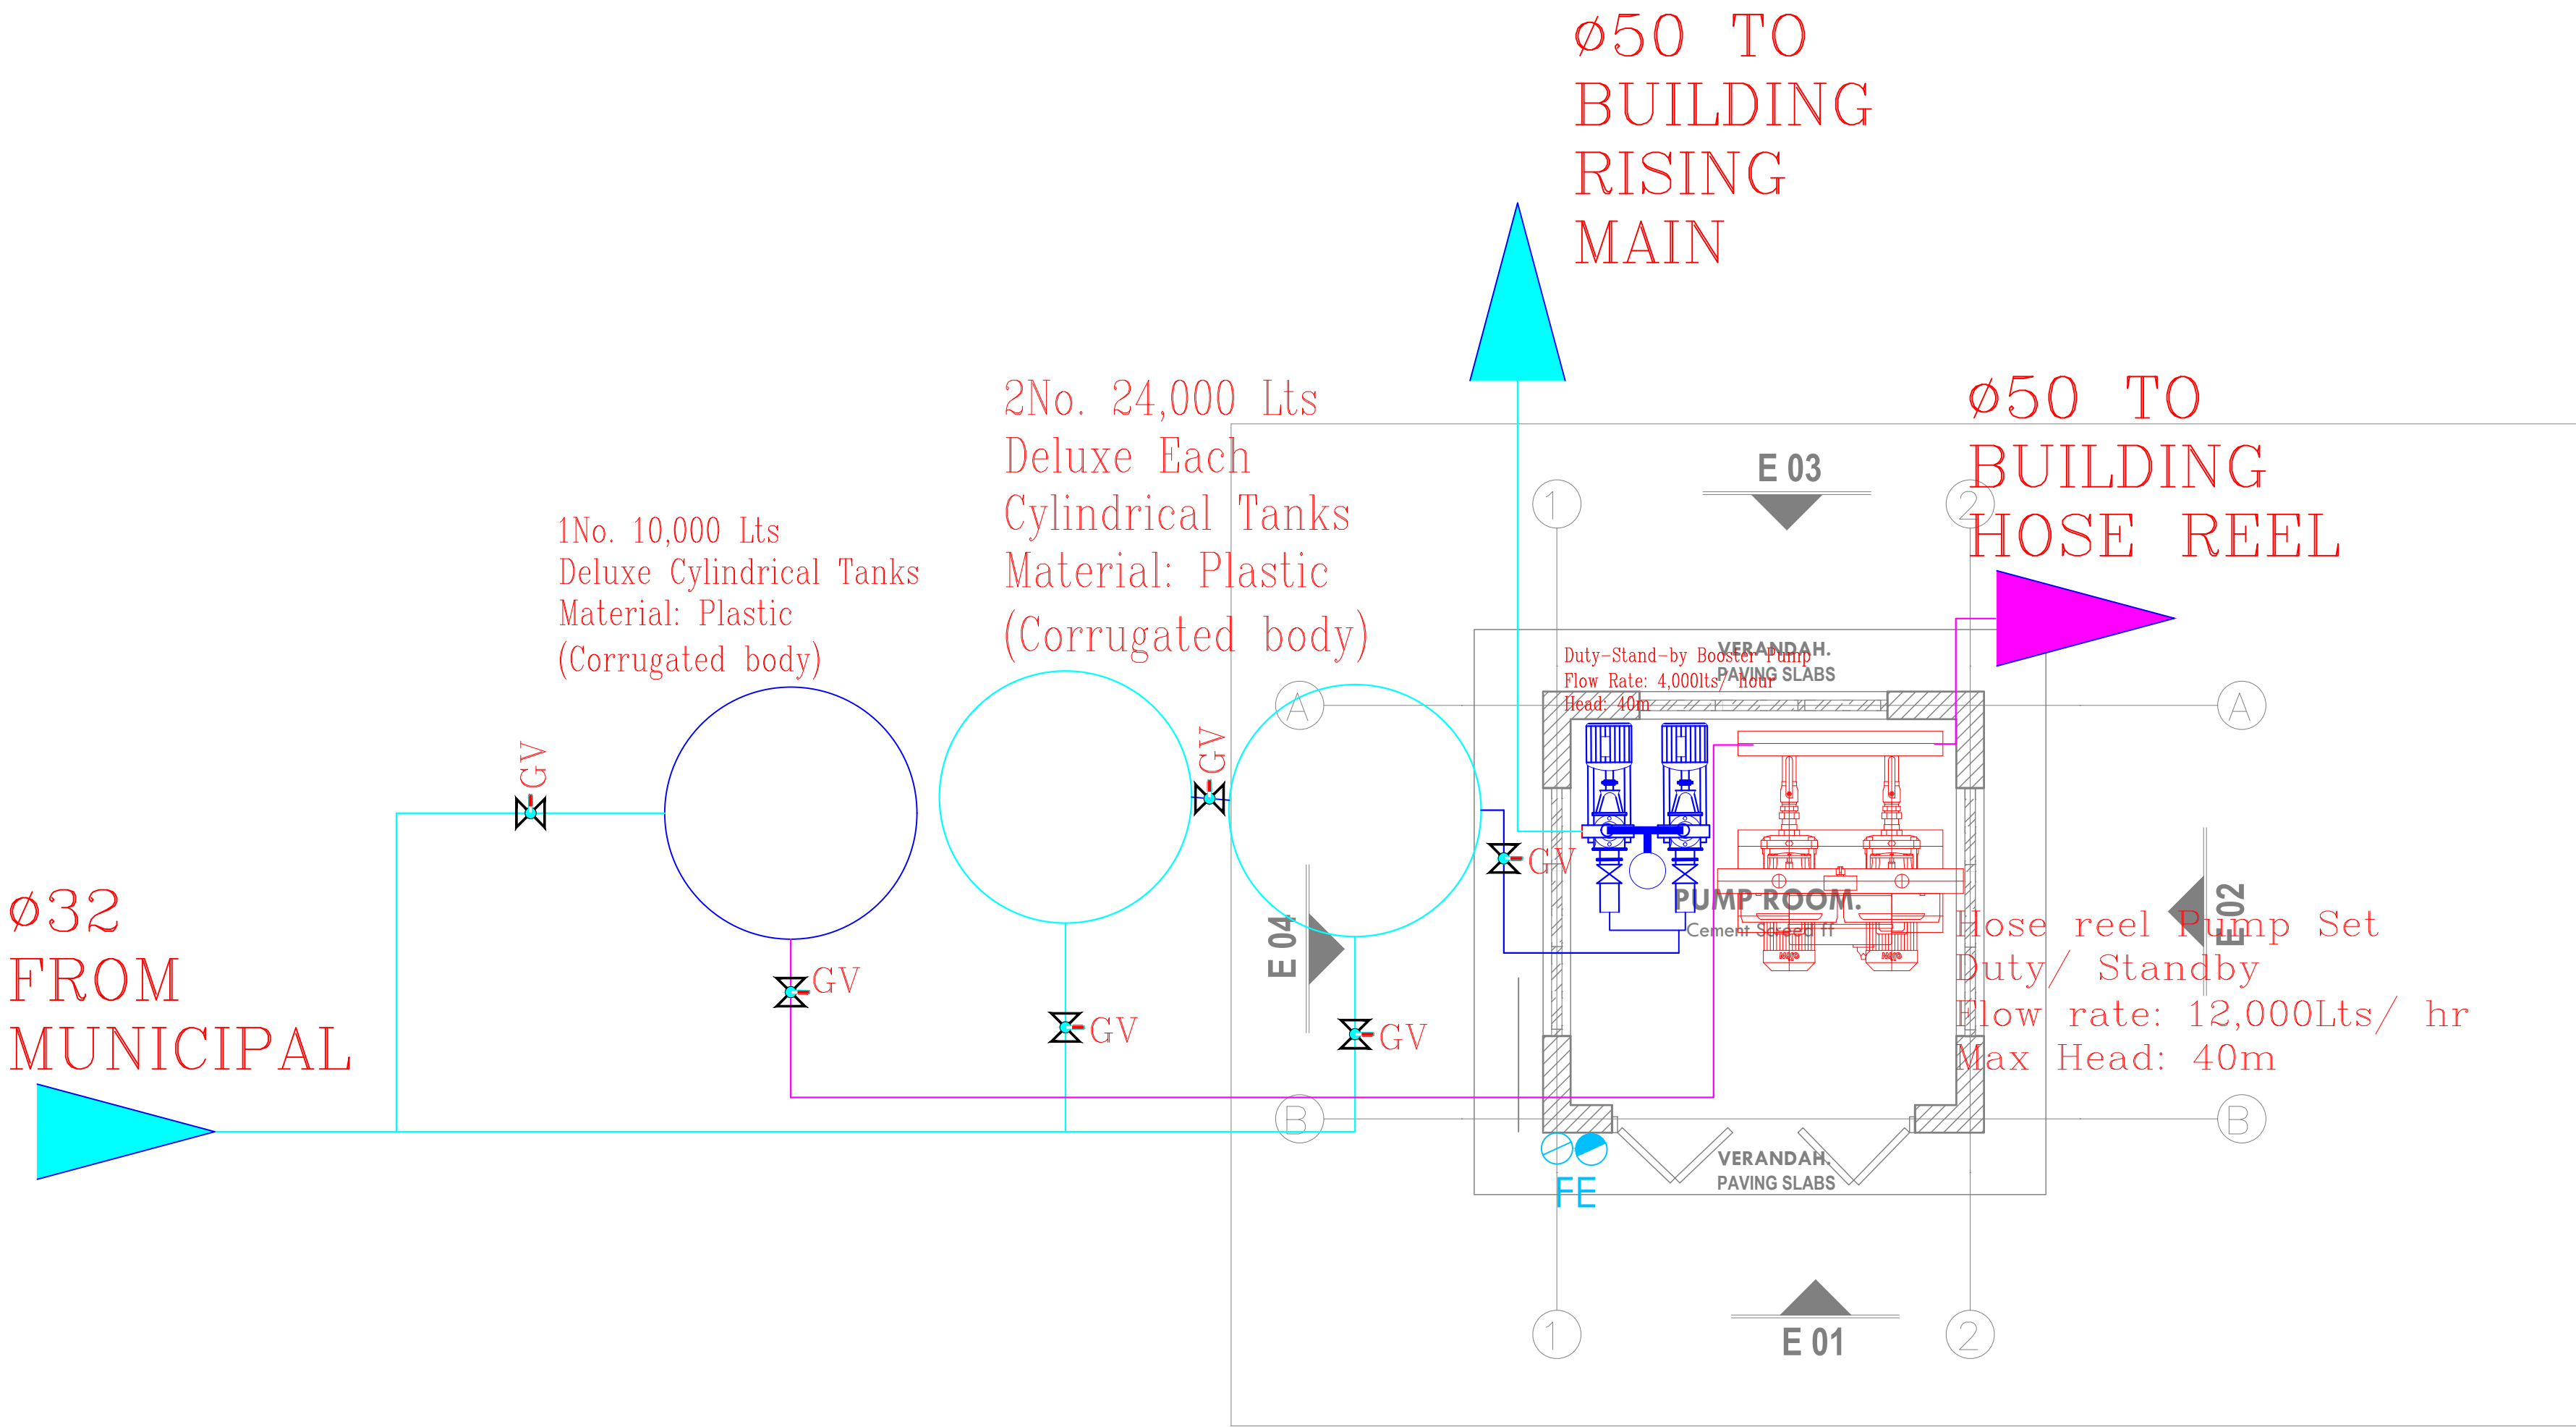 ø50 TO
BUILDING
RISING
MAIN
2No. 24,000 Lts
Deluxe Each
Cylindrical Tanks
Material: Plastic
(Corrugated body)
ø50 TO
BUILDING
HOSE REEL
E 03
1
2
1No. 10,000 Lts
Deluxe Cylindrical Tanks
Material: Plastic
(Corrugated body)
VERANDAH.
PAVING SLABS
Duty-Stand-by Booster Pump
Flow Rate: 4,000lts/ hour
Head: 40m
A
A
GV
GV
GV
ø32
FROM
MUNICIPAL
PUMP ROOM.
Cement Screed ff
E 04
E 02
Hose reel Pump Set
Duty/ Standby
Flow rate: 12,000Lts/ hr
Max Head: 40m
GV
GV
GV
B
B
VERANDAH.
PAVING SLABS
FE
1
2
E 01